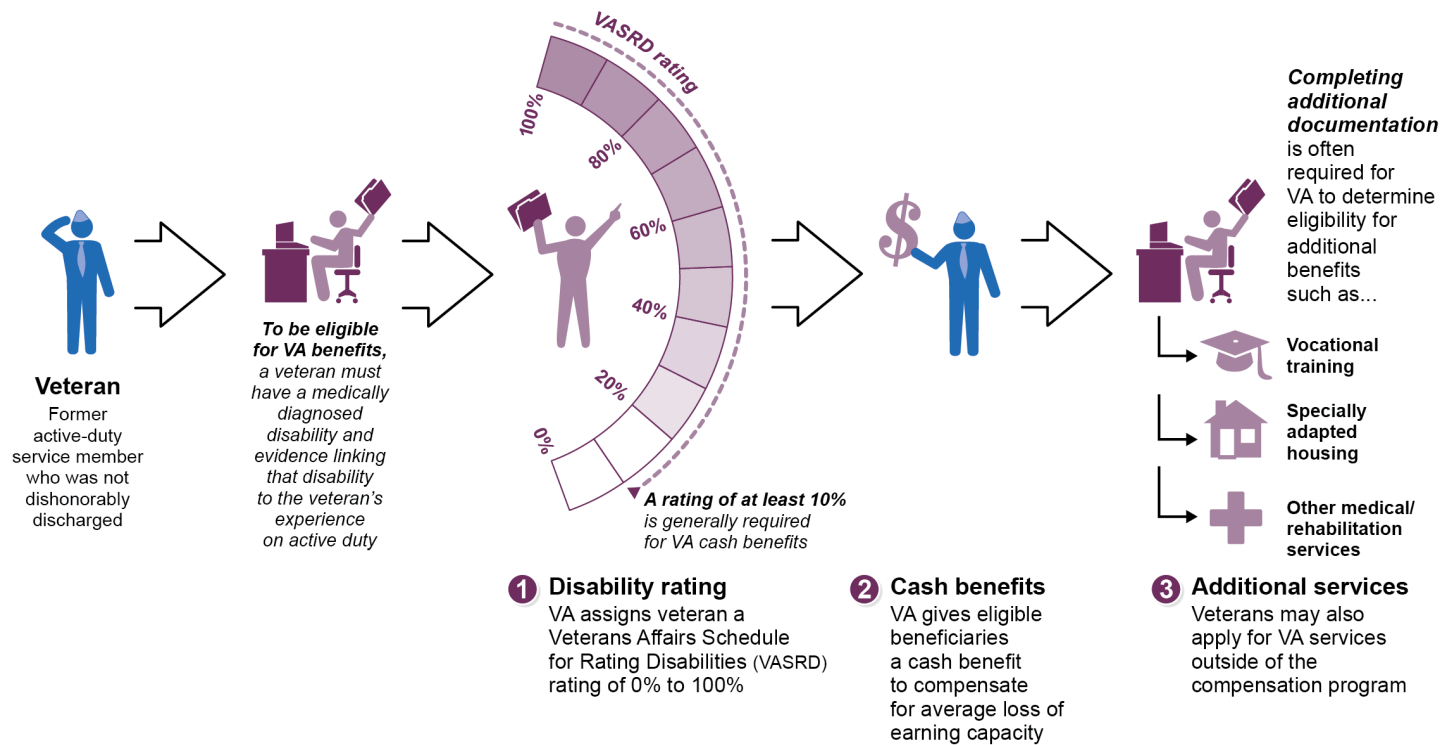 Veteran
Former
active-duty
service member
who was not
dishonorably
discharged
To be eligible
for VA benefits,
a veteran must
have a medically
diagnosed
disability and
evidence linking
that disability
to the veteran’s
experience
on active duty
VASRD rating
100%
80%
60%
40%
20%
0%
A rating of at least 10%
is generally required
for VA cash benefits
1 Disability rating
VA assigns veteran a
Veterans Affairs Schedule
for Rating Disabilities (VASRD)
rating of 0% to 100%
$
2 Cash benefits
VA gives eligible
beneficiaries
a cash benefit
to compensate
for average loss of
earning capacity
Completing
additional
documentation
is often
required for
VA to determine
eligibility for
additional
benefits
such as...
Vocational
training
Specially
adapted
housing
Other medical/
rehabilitation
services
3 Additional services
Veterans may also
apply for VA services
outside of the
compensation program